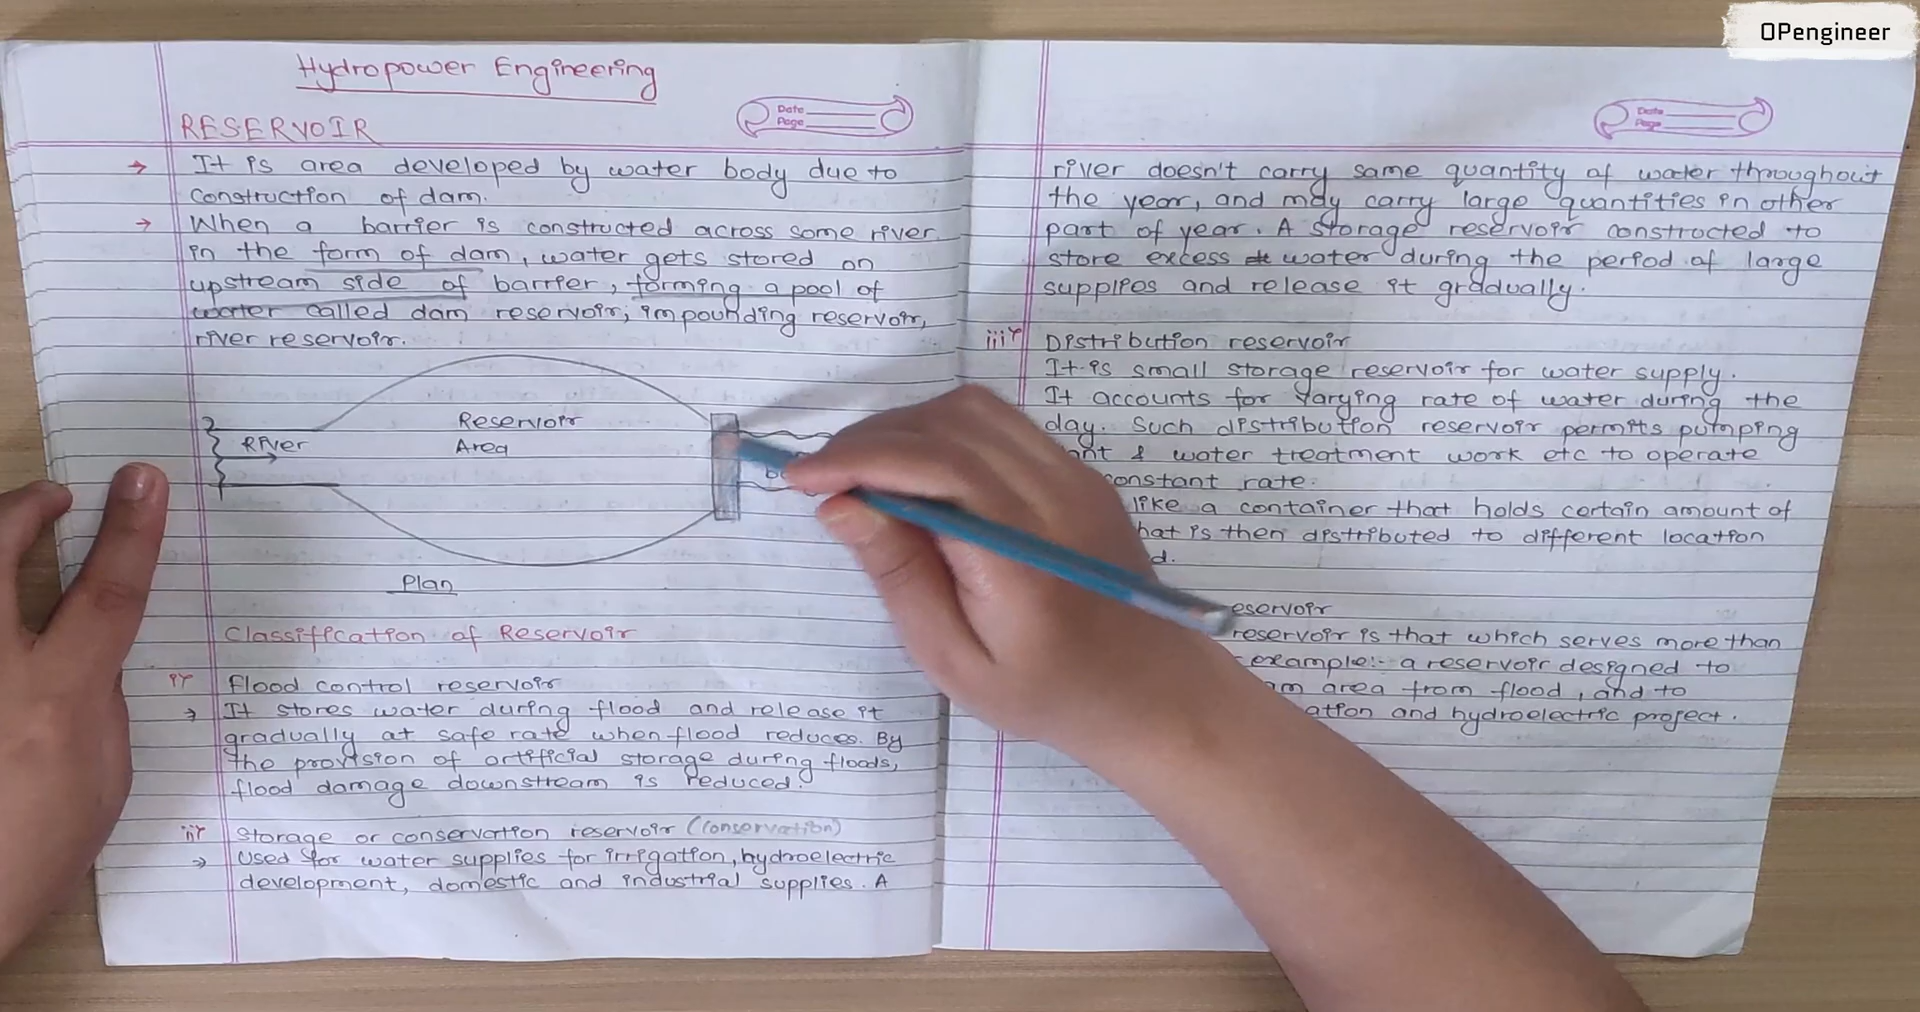 OPengineer
Hydropower Engineering
Date
Page
RESERVOIR
→ It is area developed by water body due to
construction of dam.
→ When a barrier is constructed across some river
in the form of dam, water gets stored on
upstream side of barrier, forming a pool of
water called dam reservoir, impounding reservoir,
river reservoir.
Reservoir
Area
River
Plan
Classification of Reservoir
i) Flood control reservoir
→ It stores water during flood and release it
gradually at safe rate when flood reduces. By
the provision of artificial storage during floods,
flood damage downstream is reduced.
ii) Storage or conservation reservoir (conservation)
→ Used for water supplies for irrigation, hydroelectric
development, domestic and industrial supplies. A
Date
Page
river doesn't carry same quantity of water throughout
the year, and may carry large quantities in other
part of year. A storage reservoir constructed to
store excess water during the period of large
supplies and release it gradually.
iii) Distribution reservoir
It is small storage reservoir for water supply.
It accounts for varying rate of water during the
day. Such distribution reservoir permits pumping
& water treatment work etc to operate
constant rate.
like a container that holds certain amount of
hat is then distributed to different location
d.
eservoir
reservoir is that which serves more than
example:- a reservoir designed to
area from flood, and to
ation and hydroelectric project.